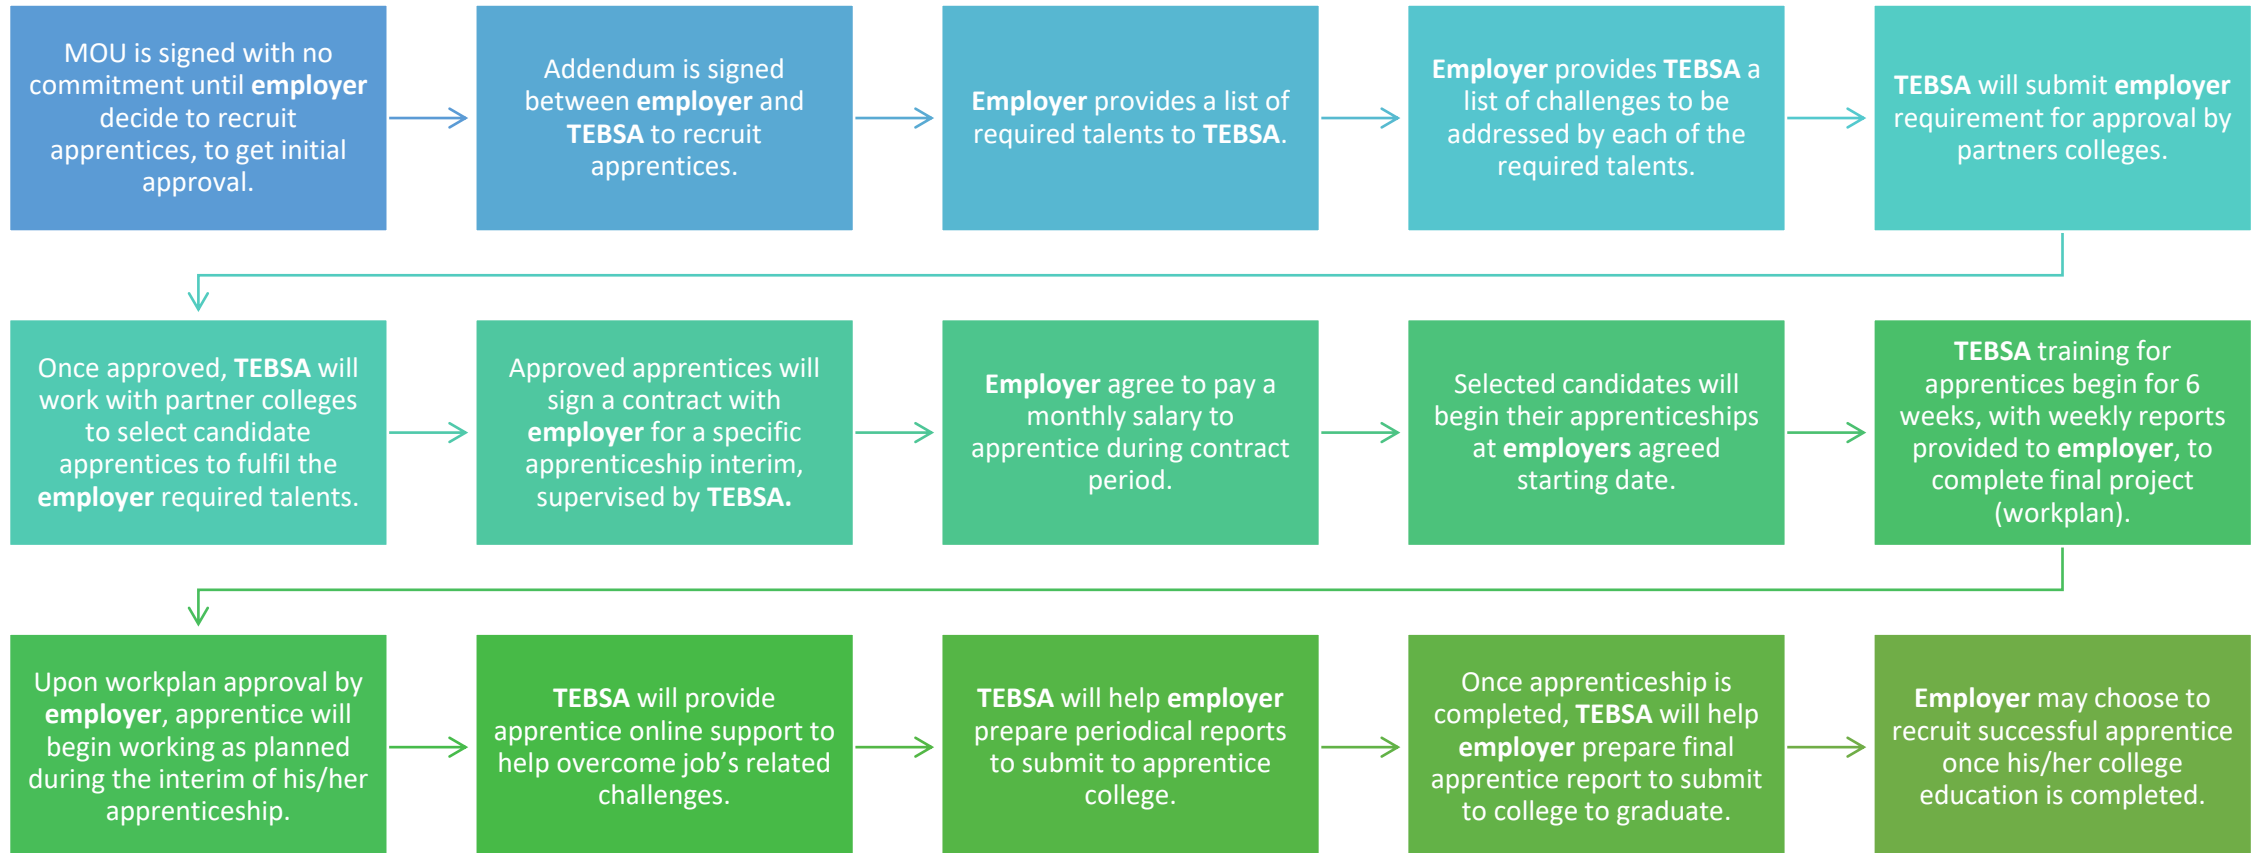 MOU is signed with no
commitment until employer
decide to recruit
apprentices, to get initial
approval.
Addendum is signed
between employer and
TEBSA to recruit
apprentices.
Employer provides a list of
required talents to TEBSA.
Employer provides TEBSA a
list of challenges to be
addressed by each of the
required talents.
TEBSA will submit employer
requirement for approval by
partners colleges.
Once approved, TEBSA will
work with partner colleges
to select candidate
apprentices to fulfil the
employer required talents.
Approved apprentices will
sign a contract with
employer for a specific
apprenticeship interim,
supervised by TEBSA.
Employer agree to pay a
monthly salary to
apprentice during contract
period.
Selected candidates will
begin their apprenticeships
at employers agreed
starting date.
TEBSA training for
apprentices begin for 6
weeks, with weekly reports
provided to employer, to
complete final project
(workplan).
Upon workplan approval by
employer, apprentice will
begin working as planned
during the interim of his/her
apprenticeship.
TEBSA will provide
apprentice online support to
help overcome job’s related
challenges.
TEBSA will help employer
prepare periodical reports
to submit to apprentice
college.
Once apprenticeship is
completed, TEBSA will help
employer prepare final
apprentice report to submit
to college to graduate.
Employer may choose to
recruit successful apprentice
once his/her college
education is completed.